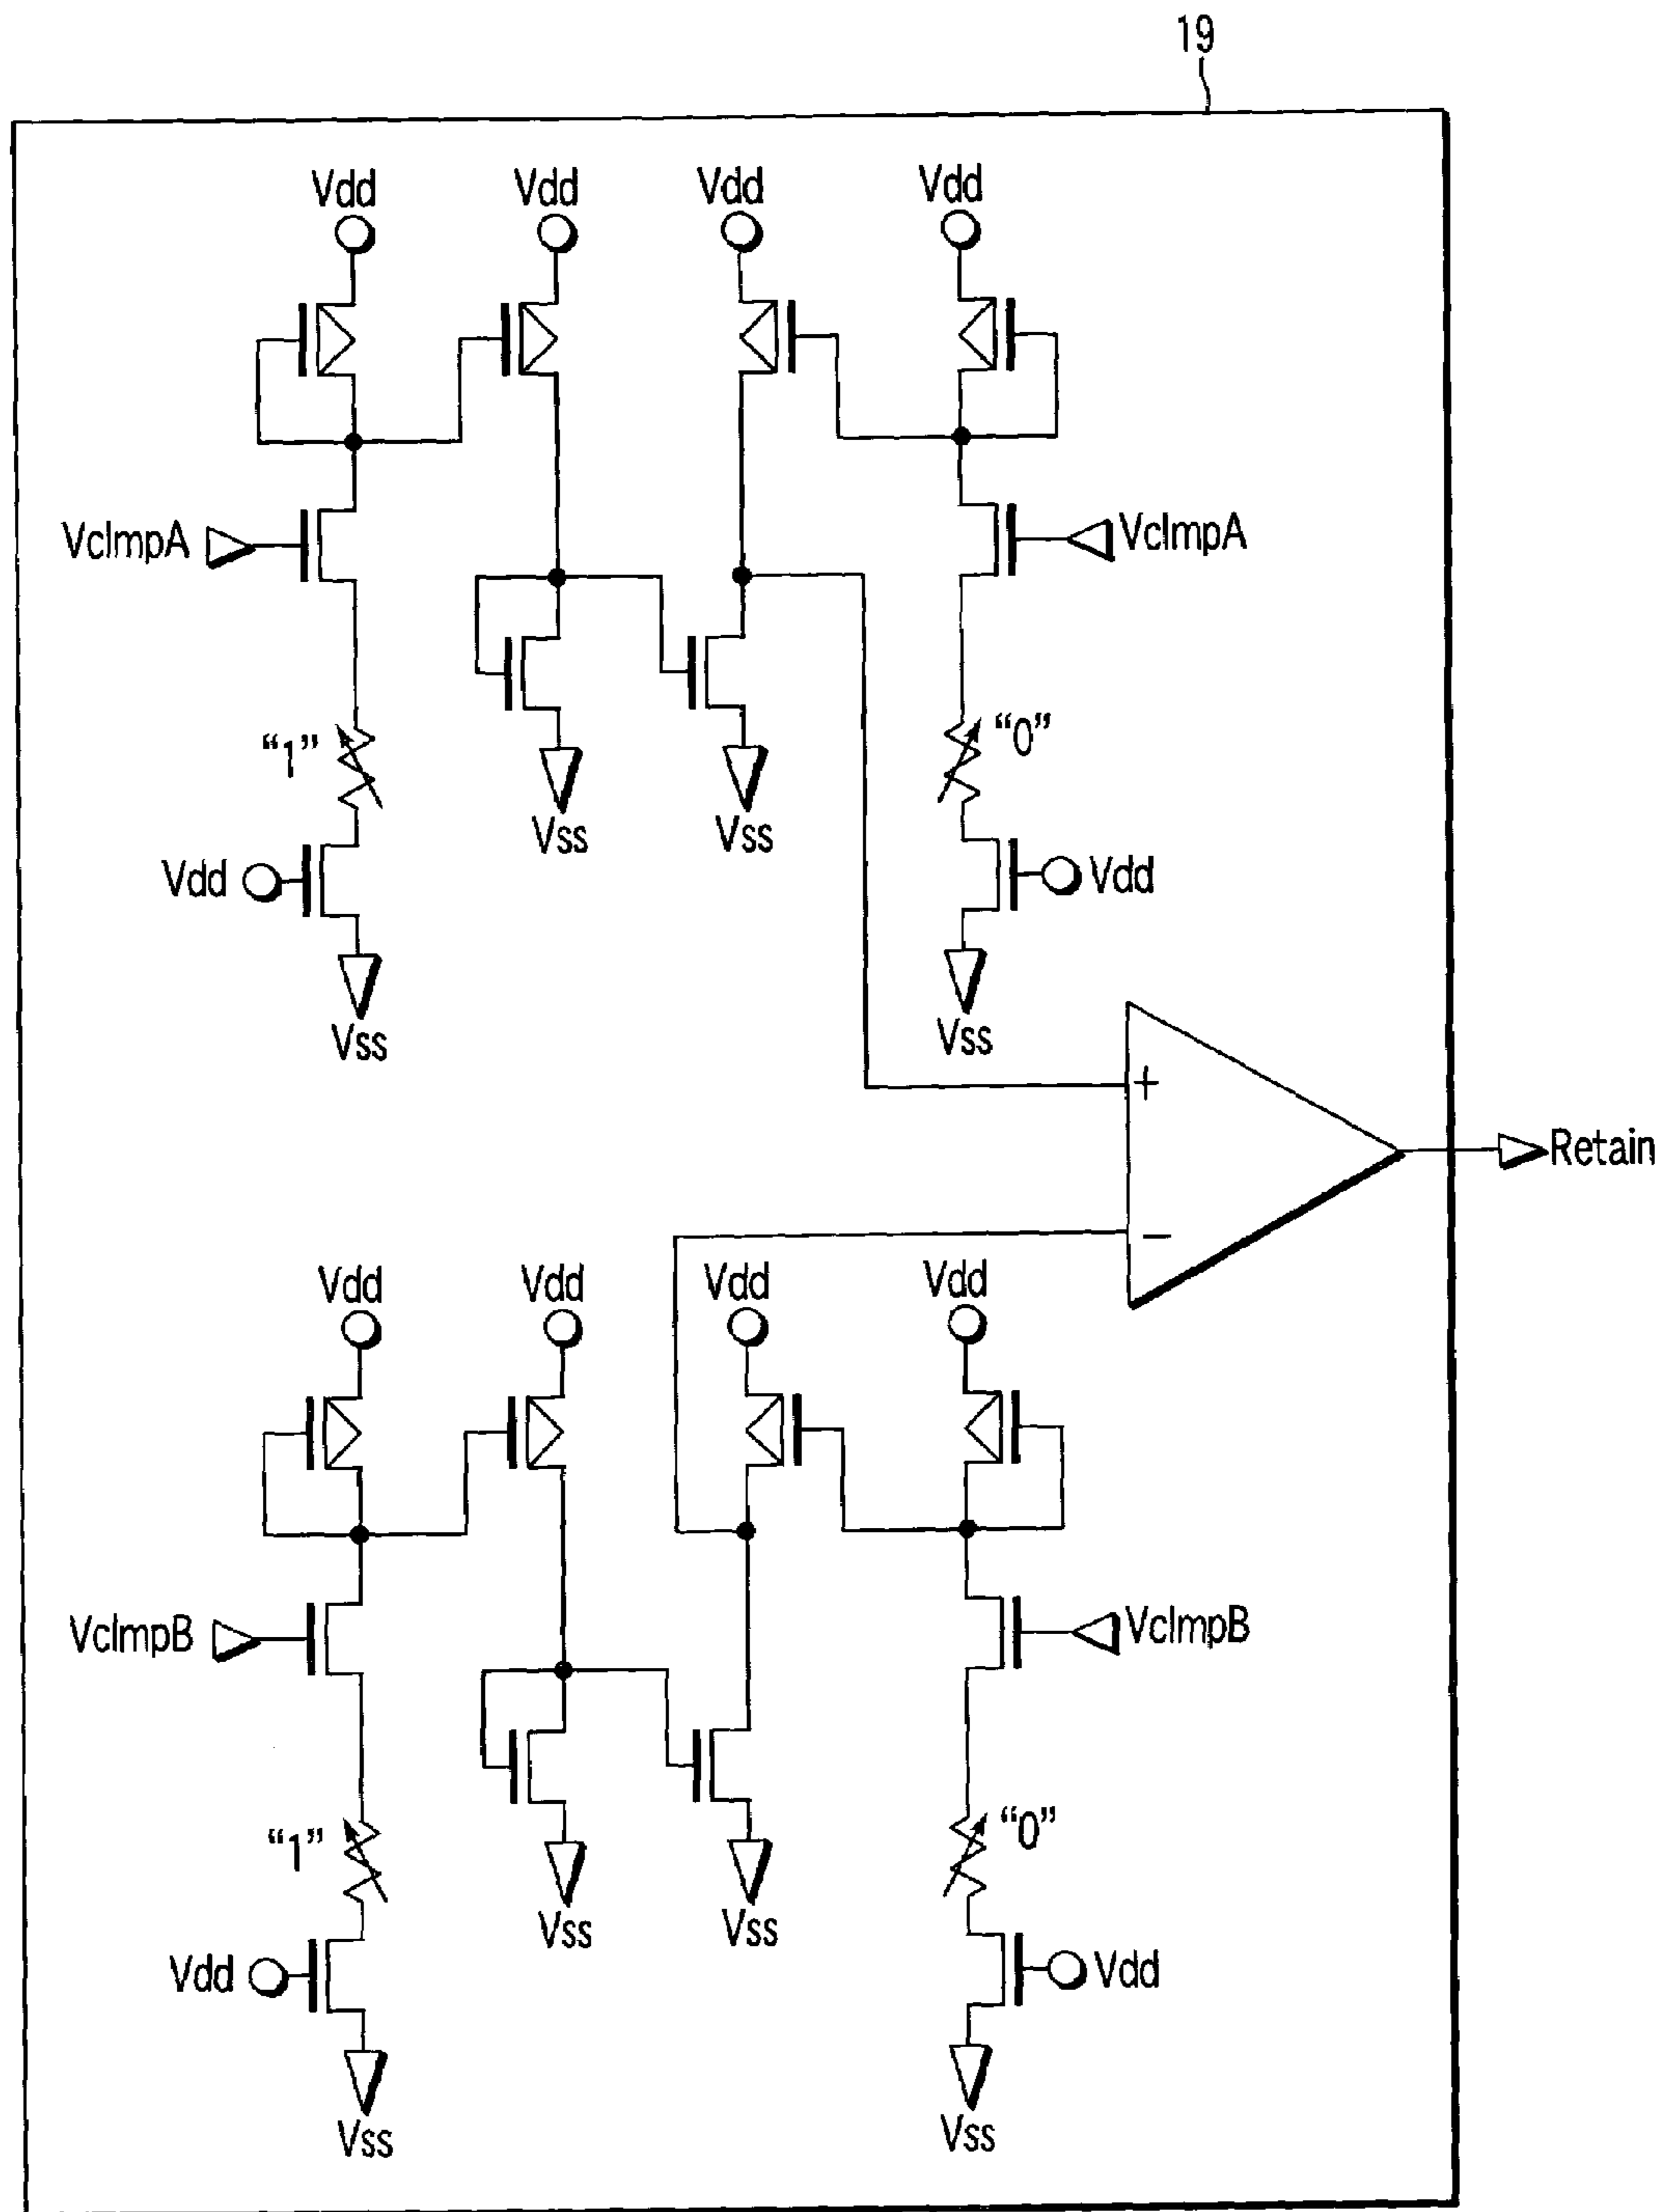 19
Vdd Vdd Vdd Vdd
VclmpA VclmpA
"1" "0"
Vss Vss
Vdd Vdd
Vss Vss
+
Retain
−
Vdd Vdd Vdd Vdd
VclmpB VclmpB
"1" "0"
Vss Vss
Vdd Vdd
Vss Vss